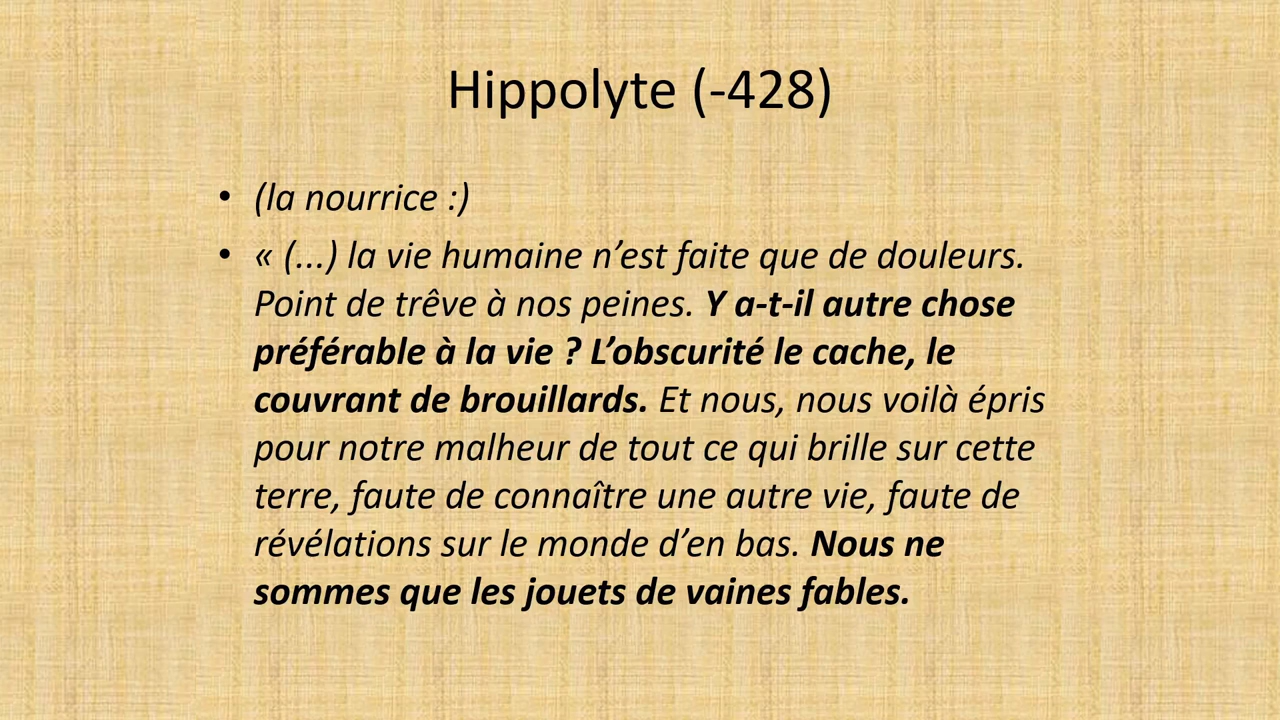 Hippolyte (-428)
• (la nourrice :)
• « (...) la vie humaine n’est faite que de douleurs.
Point de trêve à nos peines. Y a-t-il autre chose
préférable à la vie ? L’obscurité le cache, le
couvrant de brouillards. Et nous, nous voilà épris
pour notre malheur de tout ce qui brille sur cette
terre, faute de connaître une autre vie, faute de
révélations sur le monde d’en bas. Nous ne
sommes que les jouets de vaines fables.